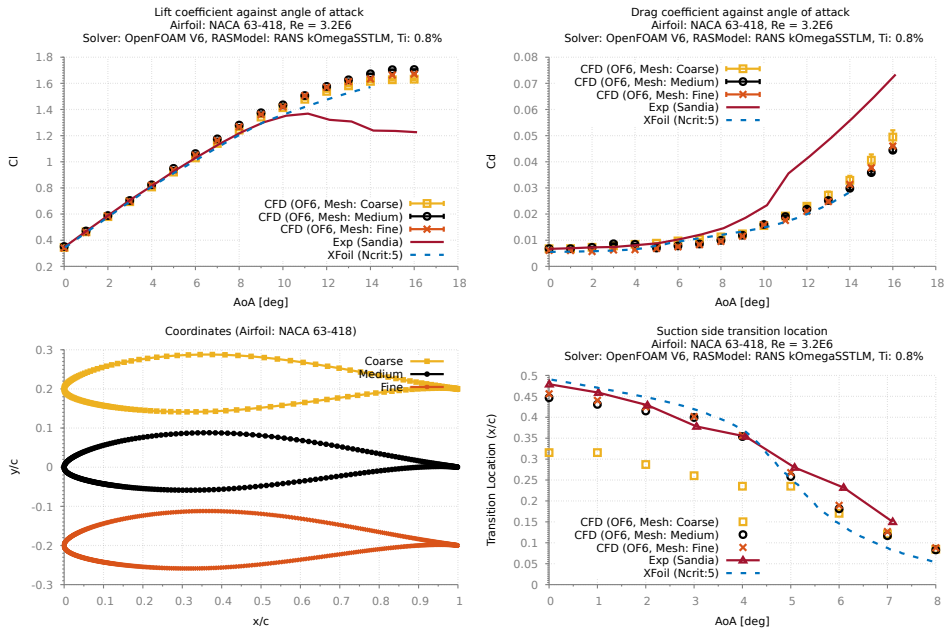 Lift coefficient against angle of attack
Airfoil: NACA 63-418, Re = 3.2E6
Solver: OpenFOAM V6, RASModel: RANS kOmegaSSTLM, Ti: 0.8%
1.8
1.6
1.4
1.2
1
0.8
0.6
0.4
0.2
Cl
CFD (OF6, Mesh: Coarse)
CFD (OF6, Mesh: Medium)
CFD (OF6, Mesh: Fine)
Exp (Sandia)
XFoil (Ncrit:5)
0 2 4 6 8 10 12 14 16 18
AoA [deg]
Drag coefficient against angle of attack
Airfoil: NACA 63-418, Re = 3.2E6
Solver: OpenFOAM V6, RASModel: RANS kOmegaSSTLM, Ti: 0.8%
0.08
0.07
0.06
0.05
0.04
0.03
0.02
0.01
0
Cd
CFD (OF6, Mesh: Coarse)
CFD (OF6, Mesh: Medium)
CFD (OF6, Mesh: Fine)
Exp (Sandia)
XFoil (Ncrit:5)
0 2 4 6 8 10 12 14 16 18
AoA [deg]
Coordinates (Airfoil: NACA 63-418)
0.3
0.2
0.1
0
-0.1
-0.2
-0.3
y/c
Coarse
Medium
Fine
0 0.1 0.2 0.3 0.4 0.5 0.6 0.7 0.8 0.9 1
x/c
Suction side transition location
Airfoil: NACA 63-418, Re = 3.2E6
Solver: OpenFOAM V6, RASModel: RANS kOmegaSSTLM, Ti: 0.8%
0.5
0.45
0.4
0.35
0.3
0.25
0.2
0.15
0.1
0.05
0
Transition Location (x/c)
CFD (OF6, Mesh: Coarse)
CFD (OF6, Mesh: Medium)
CFD (OF6, Mesh: Fine)
Exp (Sandia)
XFoil (Ncrit:5)
0 1 2 3 4 5 6 7 8
AoA [deg]